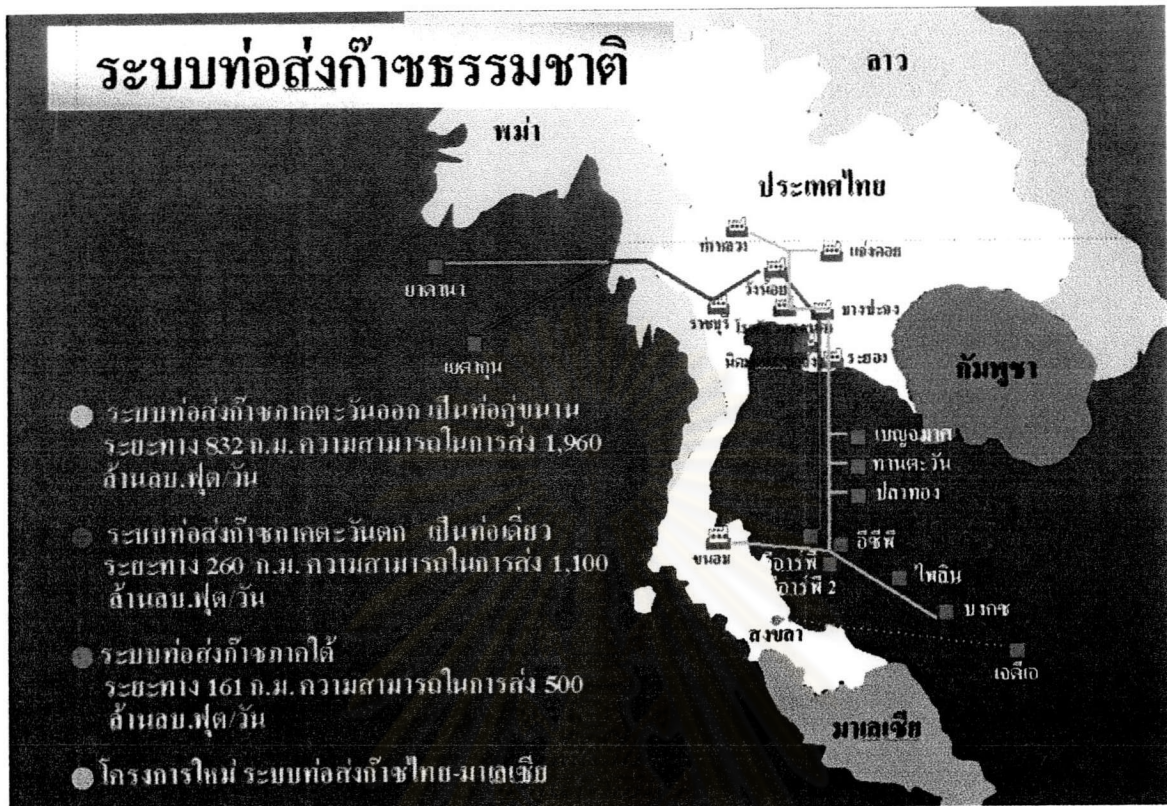 ระบบท่อส่งก๊าซธรรมชาติ
ลาว
พม่า
ประเทศไทย
ท่าหลวง
แก่งคอย
วังน้อย
ยาดานา
ราชบุรี
บางปะกง
ระยอง
เยตากุน
กัมพูชา
ระบบท่อส่งก๊าซภาคตะวันออก เป็นท่อคู่ขนาน
ระยะทาง 832 ก.ม. ความสามารถในการส่ง 1,960
ล้านลบ.ฟุต/วัน
เบญจมาศ
ทานตะวัน
ปลาทอง
ระบบท่อส่งก๊าซภาคตะวันตก เป็นท่อเดี่ยว
ระยะทาง 260 ก.ม. ความสามารถในการส่ง 1,100
ล้านลบ.ฟุต/วัน
ขนอม
อีซีพี
อีอาร์พี
อีอาร์พี 2
ไพลิน
บงกช
สงขลา
เจดีเอ
ระบบท่อส่งก๊าซภาคใต้
ระยะทาง 161 ก.ม. ความสามารถในการส่ง 500
ล้านลบ.ฟุต/วัน
มาเลเซีย
โครงการใหม่ ระบบท่อส่งก๊าซไทย-มาเลเซีย